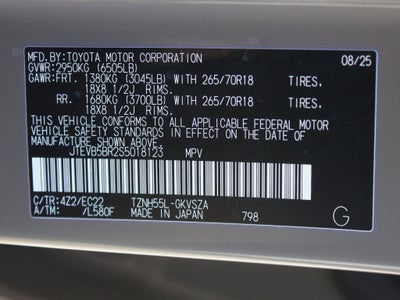 MFD.BY:TOYOTA MOTOR CORPORATION 08/25
GVWR:2950KG (6505LB)
GAWR:FRT. 1380KG (3045LB) WITH 265/70R18 TIRES.
18X8 1/2J RIMS.
RR. 1680KG (3700LB) WITH 265/70R18 TIRES.
18X8 1/2J RIMS.
THIS VEHICLE CONFORMS TO ALL APPLICABLE FEDERAL MOTOR
VEHICLE SAFETY AND THEFT PREVENTION
STANDARDS IN EFFECT ON THE DATE OF
MANUFACTURE SHOWN ABOVE.
JTEVB5BR2S5018123 MPV
C/TR:4Z2/EC22 TZNH55L-GKVSZA
A/TM: /L580F MADE IN JAPAN 798 G